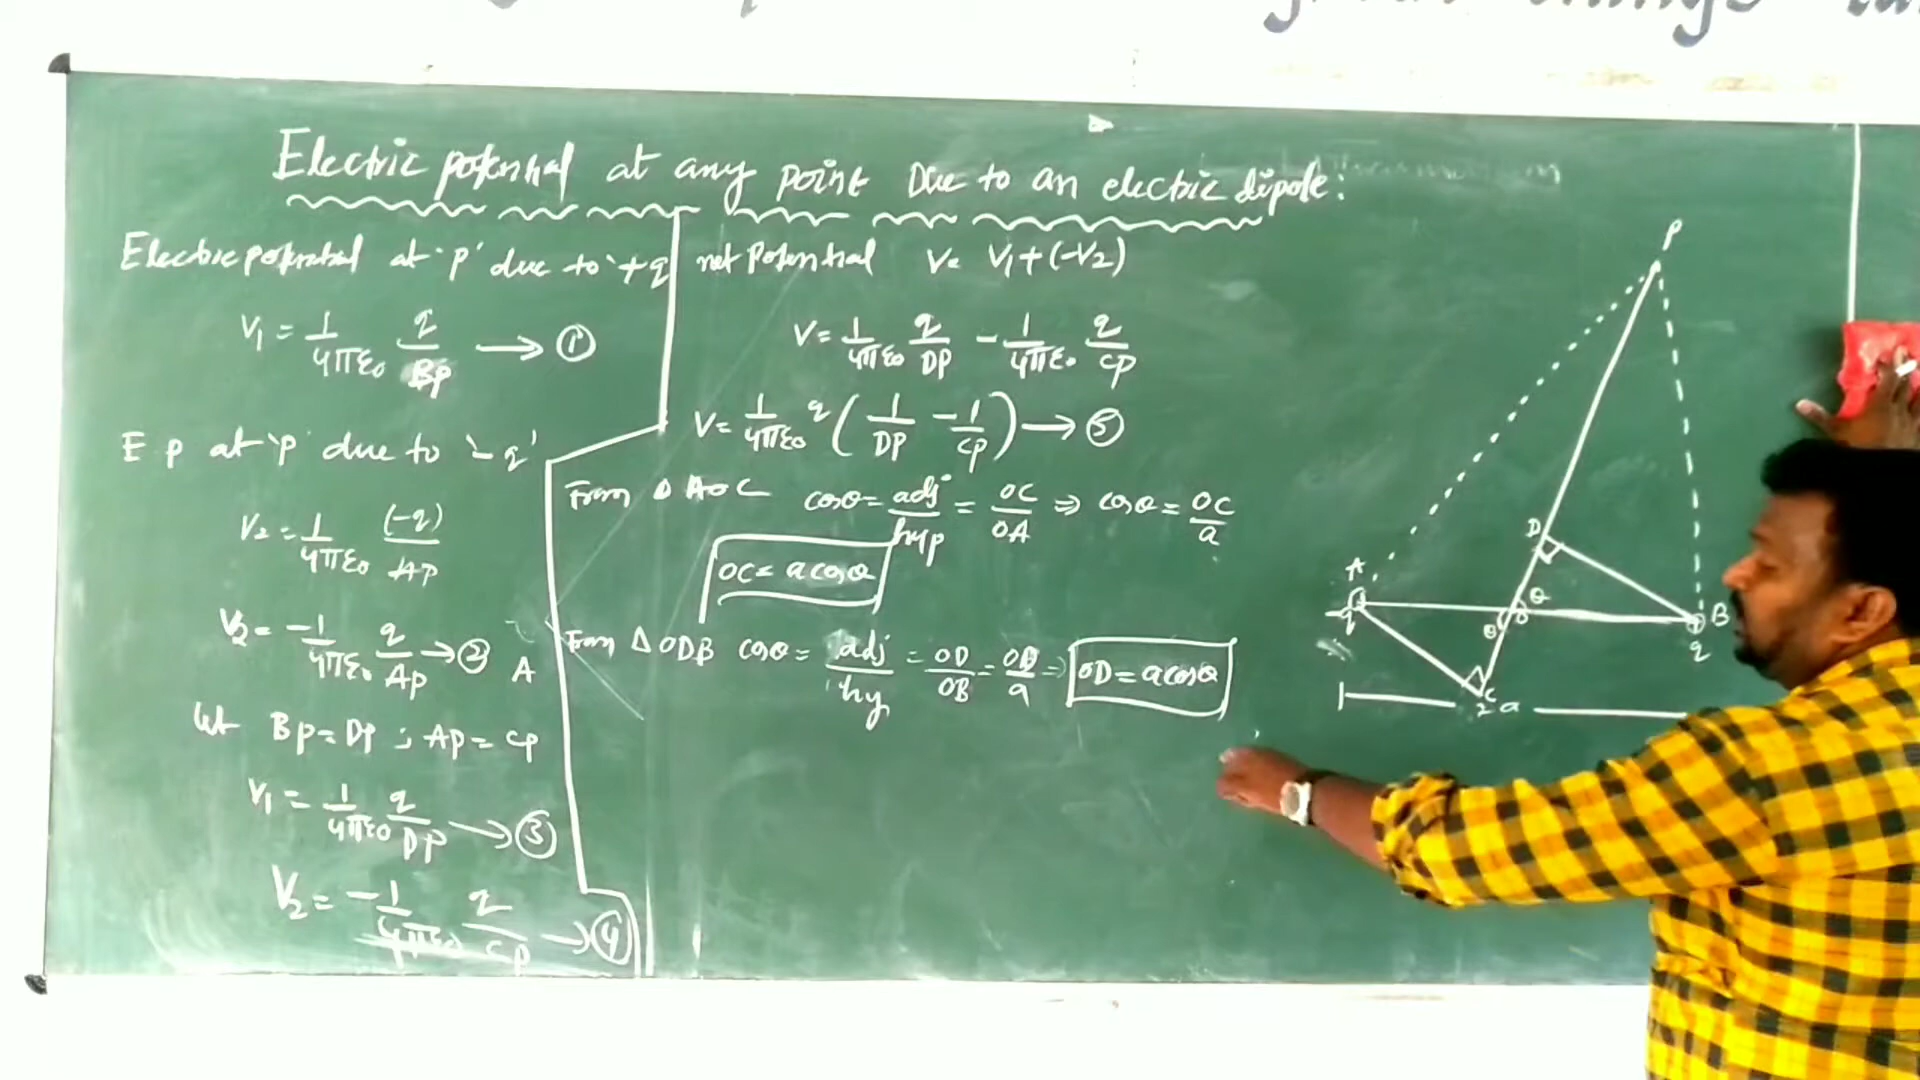 things
Electric potential at any point Due to an electric dipole:
Electric potential at 'p' due to '+q
V₁ = 1/4πε₀ q/Bp → ①
E p at 'p' due to '-q'
V₂ = 1/4πε₀ (-q)/AP
V₂ = -1/4πε₀ q/Ap → ② A
let Bp = Dp ; Ap = Cp
V₁ = 1/4πε₀ q/DP → ③
V₂ = -1/4πε₀ q/CP → ④
net Potential V = V₁+(-V₂)
V = 1/4πε₀ q/DP - 1/4πε₀ q/CP
V = 1/4πε₀ q (1/DP - 1/CP) → ⑤
From Δ AOC cosθ = adj/hyp = OC/OA ⇒ cosθ = OC/a
OC = a cosθ
From Δ ODB cosθ = adj/hy = OD/OB = OD/a ⇒ OD = a cosθ
P
D
A
θ
B
θ
q
C
2a